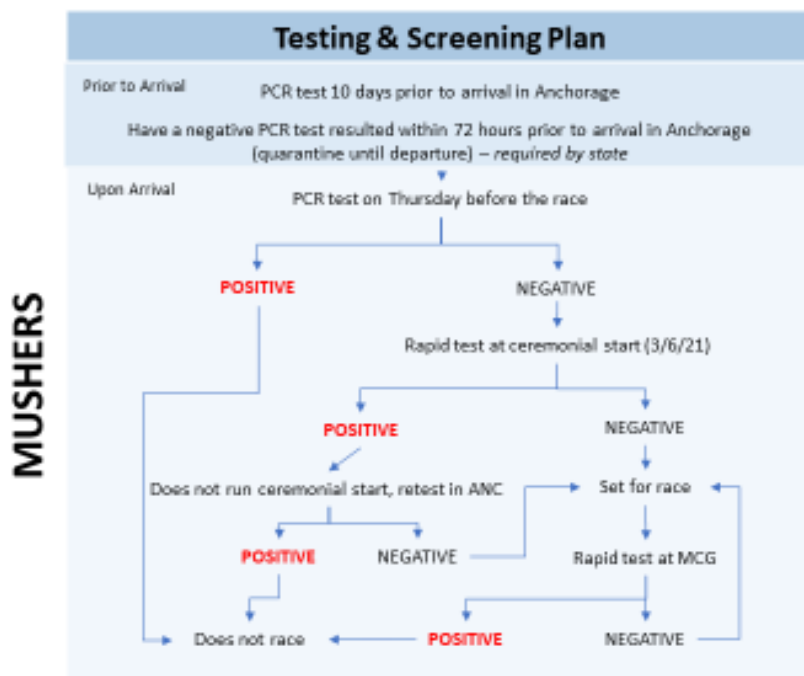 Testing & Screening Plan
Prior to Arrival
PCR test 10 days prior to arrival in Anchorage
Have a negative PCR test resulted within 72 hours prior to arrival in Anchorage
(quarantine until departure) – required by state
Upon Arrival
PCR test on Thursday before the race
POSITIVE
NEGATIVE
Rapid test at ceremonial start (3/6/21)
POSITIVE
NEGATIVE
Does not run ceremonial start, retest in ANC
Set for race
POSITIVE
NEGATIVE
Rapid test at MCG
Does not race
POSITIVE
NEGATIVE
MUSHERS